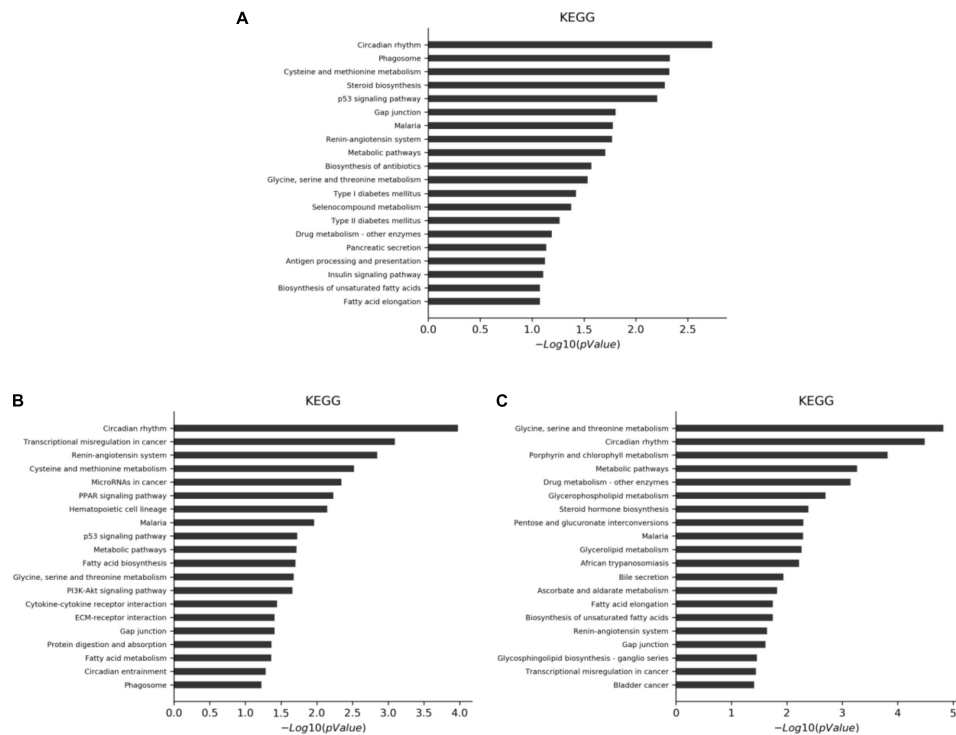 A
KEGG
Circadian rhythm
Phagosome
Cysteine and methionine metabolism
Steroid biosynthesis
p53 signaling pathway
Gap junction
Malaria
Renin-angiotensin system
Metabolic pathways
Biosynthesis of antibiotics
Glycine, serine and threonine metabolism
Type I diabetes mellitus
Selenocompound metabolism
Type II diabetes mellitus
Drug metabolism - other enzymes
Pancreatic secretion
Antigen processing and presentation
Insulin signaling pathway
Biosynthesis of unsaturated fatty acids
Fatty acid elongation
0.0 0.5 1.0 1.5 2.0 2.5
−Log10(pValue)
B
KEGG
Circadian rhythm
Transcriptional misregulation in cancer
Renin-angiotensin system
Cysteine and methionine metabolism
MicroRNAs in cancer
PPAR signaling pathway
Hematopoietic cell lineage
Malaria
p53 signaling pathway
Metabolic pathways
Fatty acid biosynthesis
Glycine, serine and threonine metabolism
PI3K-Akt signaling pathway
Cytokine-cytokine receptor interaction
ECM-receptor interaction
Gap junction
Protein digestion and absorption
Fatty acid metabolism
Circadian entrainment
Phagosome
0.0 0.5 1.0 1.5 2.0 2.5 3.0 3.5 4.0
−Log10(pValue)
C
KEGG
Glycine, serine and threonine metabolism
Circadian rhythm
Porphyrin and chlorophyll metabolism
Metabolic pathways
Drug metabolism - other enzymes
Glycerophospholipid metabolism
Steroid hormone biosynthesis
Pentose and glucuronate interconversions
Malaria
Glycerolipid metabolism
African trypanosomiasis
Bile secretion
Ascorbate and aldarate metabolism
Fatty acid elongation
Biosynthesis of unsaturated fatty acids
Renin-angiotensin system
Gap junction
Glycosphingolipid biosynthesis - ganglio series
Transcriptional misregulation in cancer
Bladder cancer
0 1 2 3 4 5
−Log10(pValue)